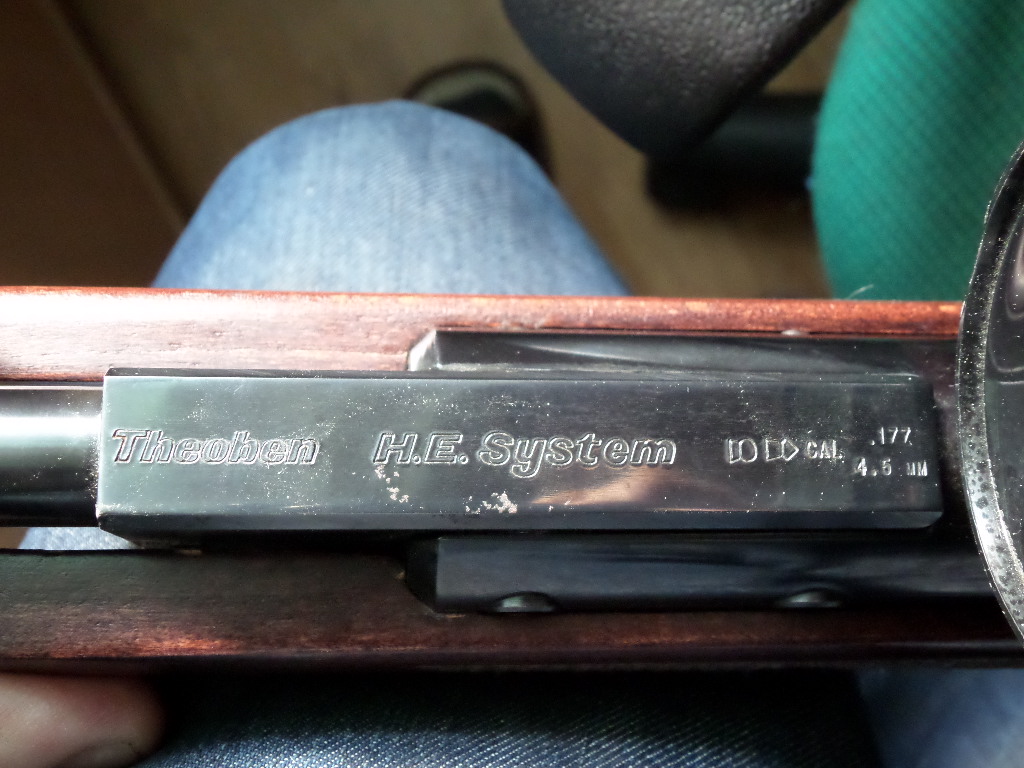 Theoben H.E. System CAL .177
4.5 MM